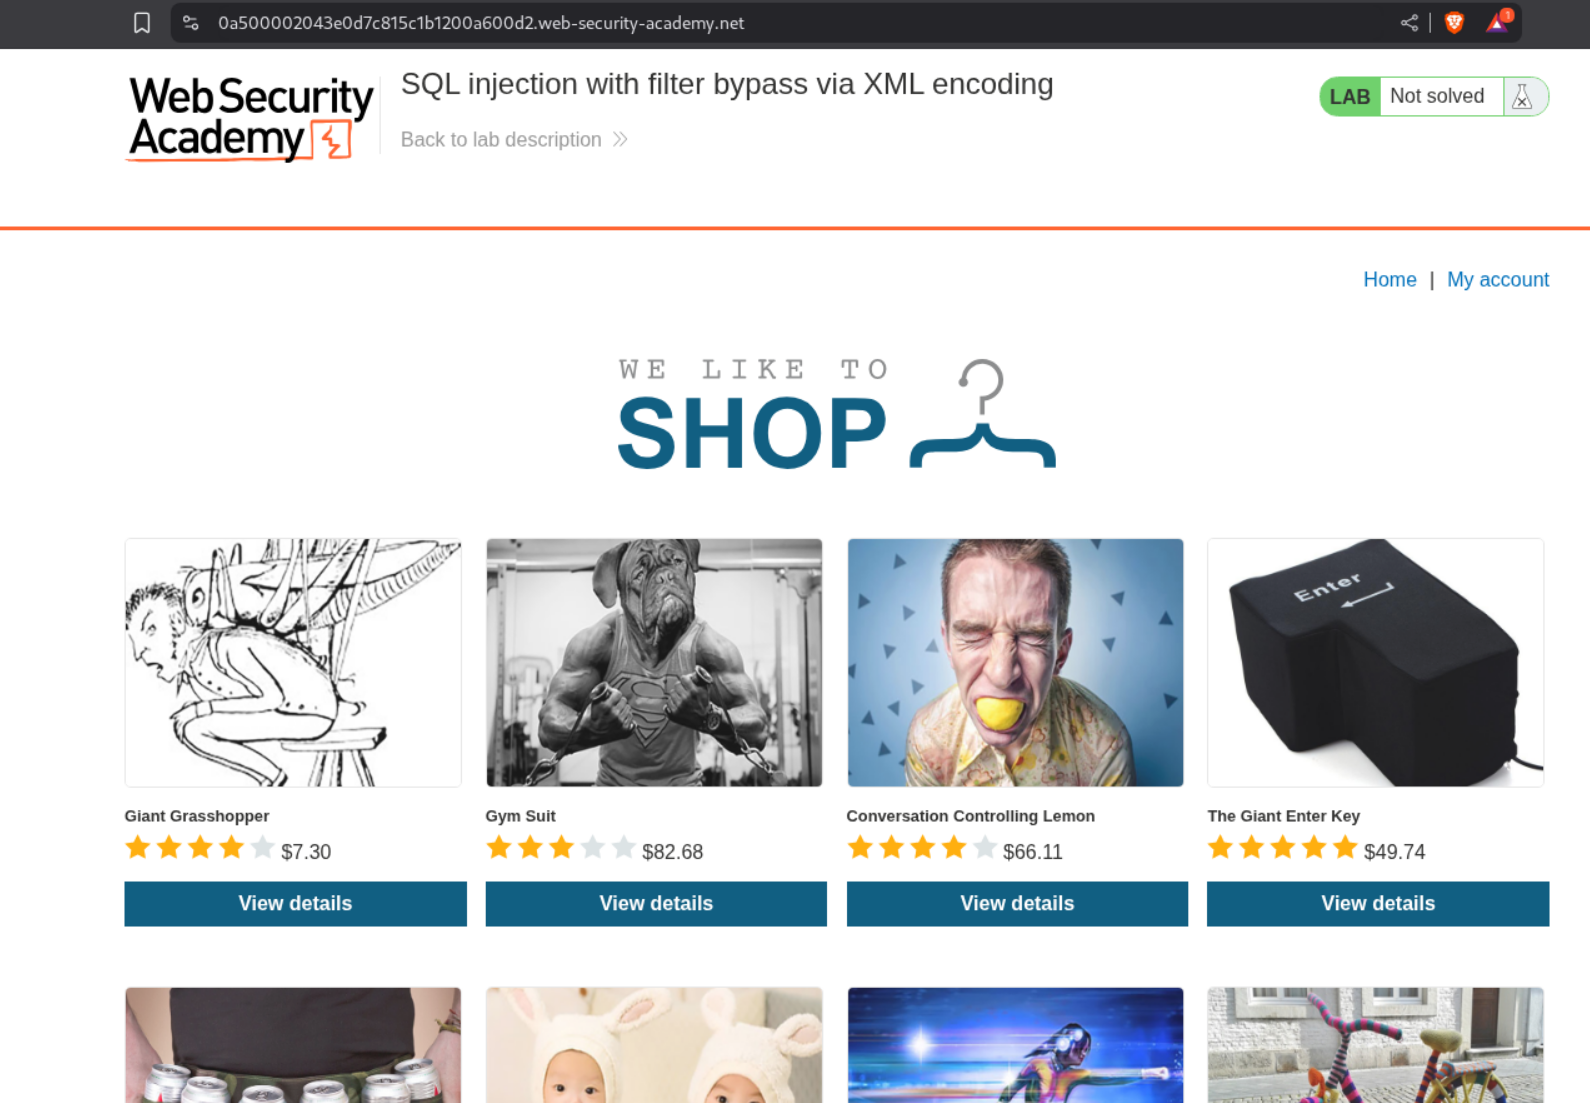 0a500002043e0d7c815c1b1200a600d2.web-security-academy.net
1
Web Security
Academy
SQL injection with filter bypass via XML encoding
Back to lab description
LAB Not solved
Home | My account
WE LIKE TO
SHOP
Enter
Giant Grasshopper
$7.30
View details
Gym Suit
$82.68
View details
Conversation Controlling Lemon
$66.11
View details
The Giant Enter Key
$49.74
View details